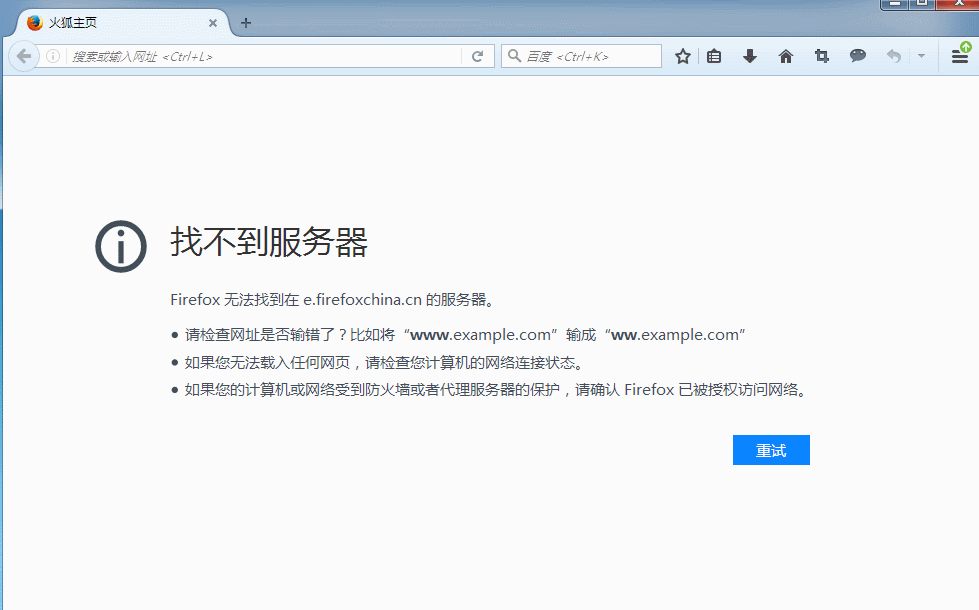 火狐主页
搜索或输入网址 <Ctrl+L>
百度 <Ctrl+K>
找不到服务器
Firefox 无法找到在 e.firefoxchina.cn 的服务器。
● 请检查网址是否输错了？比如将 “www.example.com” 输成 “ww.example.com”
● 如果您无法载入任何网页，请检查您计算机的网络连接状态。
● 如果您的计算机或网络受到防火墙或者代理服务器的保护，请确认 Firefox 已被授权访问网络。
重试